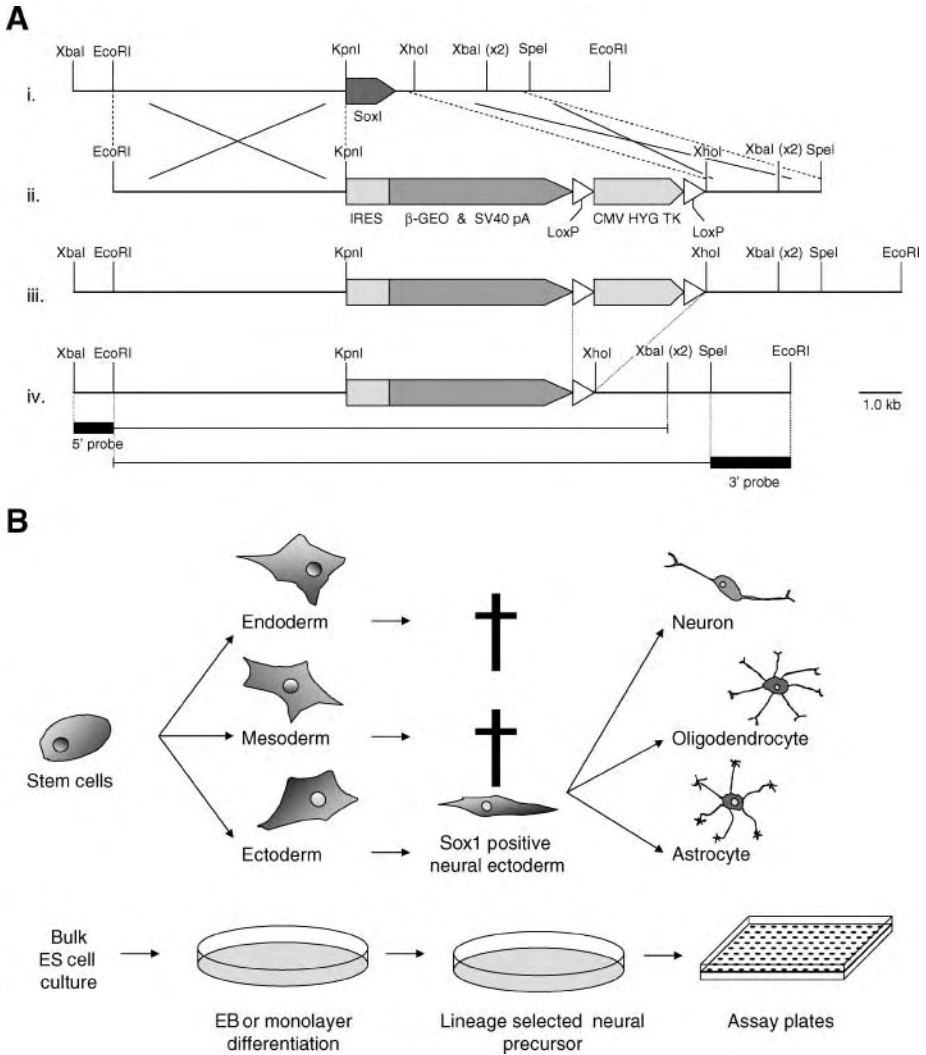 A
XbaI EcoRI KpnI XhoI XbaI (x2) SpeI EcoRI
i.
SoxI
EcoRI KpnI XhoI XbaI (x2) SpeI
ii.
IRES β-GEO & SV40 pA LoxP CMV HYG TK LoxP
XbaI EcoRI KpnI XhoI XbaI (x2) SpeI EcoRI
iii.
XbaI EcoRI KpnI XhoI XbaI (x2) SpeI EcoRI
iv.
1.0 kb
5' probe
3' probe
B
Endoderm
Neuron
Mesoderm
Oligodendrocyte
Stem cells
Ectoderm
Sox1 positive
neural ectoderm
Astrocyte
Bulk
ES cell
culture
EB or monolayer
differentiation
Lineage selected neural
precursor
Assay plates